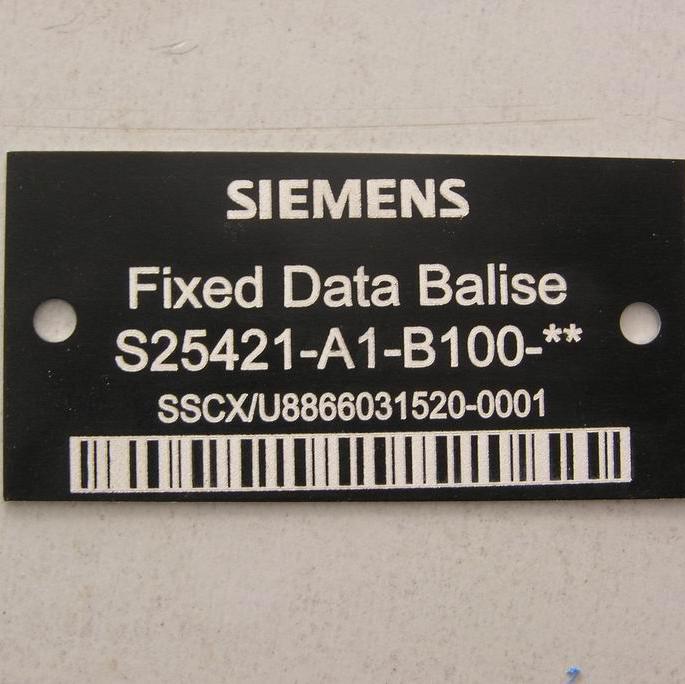 SIEMENS
Fixed Data Balise
S25421-A1-B100-**
SSCX/U8866031520-0001